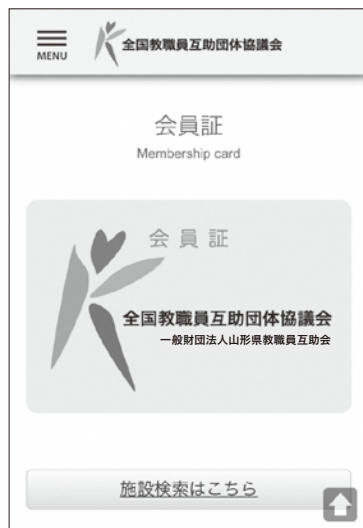 MENU
全国教職員互助団体協議会
会員証
Membership card
会員証
全国教職員互助団体協議会
一般財団法人山形県教職員互助会
施設検索はこちら